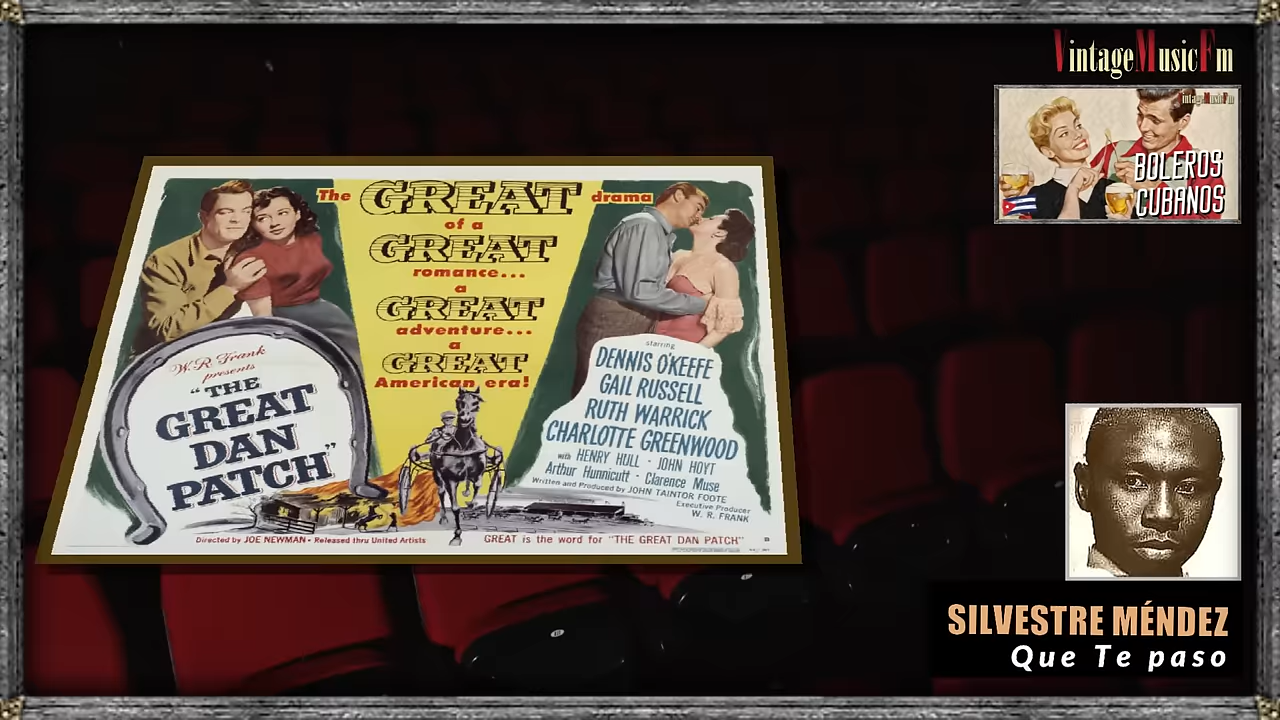 VintageMusicFm
intageMusicFm
BOLEROS
CUBANOS
The GREAT drama
of a
GREAT
romance...
a
GREAT
adventure...
a
GREAT
American era!
W.R. Frank
presents
"THE
GREAT
DAN
PATCH"
starring
DENNIS O'KEEFE
GAIL RUSSELL
RUTH WARRICK
CHARLOTTE GREENWOOD
with HENRY HULL · JOHN HOYT
Arthur Hunnicutt · Clarence Muse
Written and Produced by JOHN TAINTOR FOOTE
Executive Producer
W. R. FRANK
Directed by JOE NEWMAN · Released thru United Artists
GREAT is the word for "THE GREAT DAN PATCH"
SILVESTRE MÉNDEZ
Que Te paso